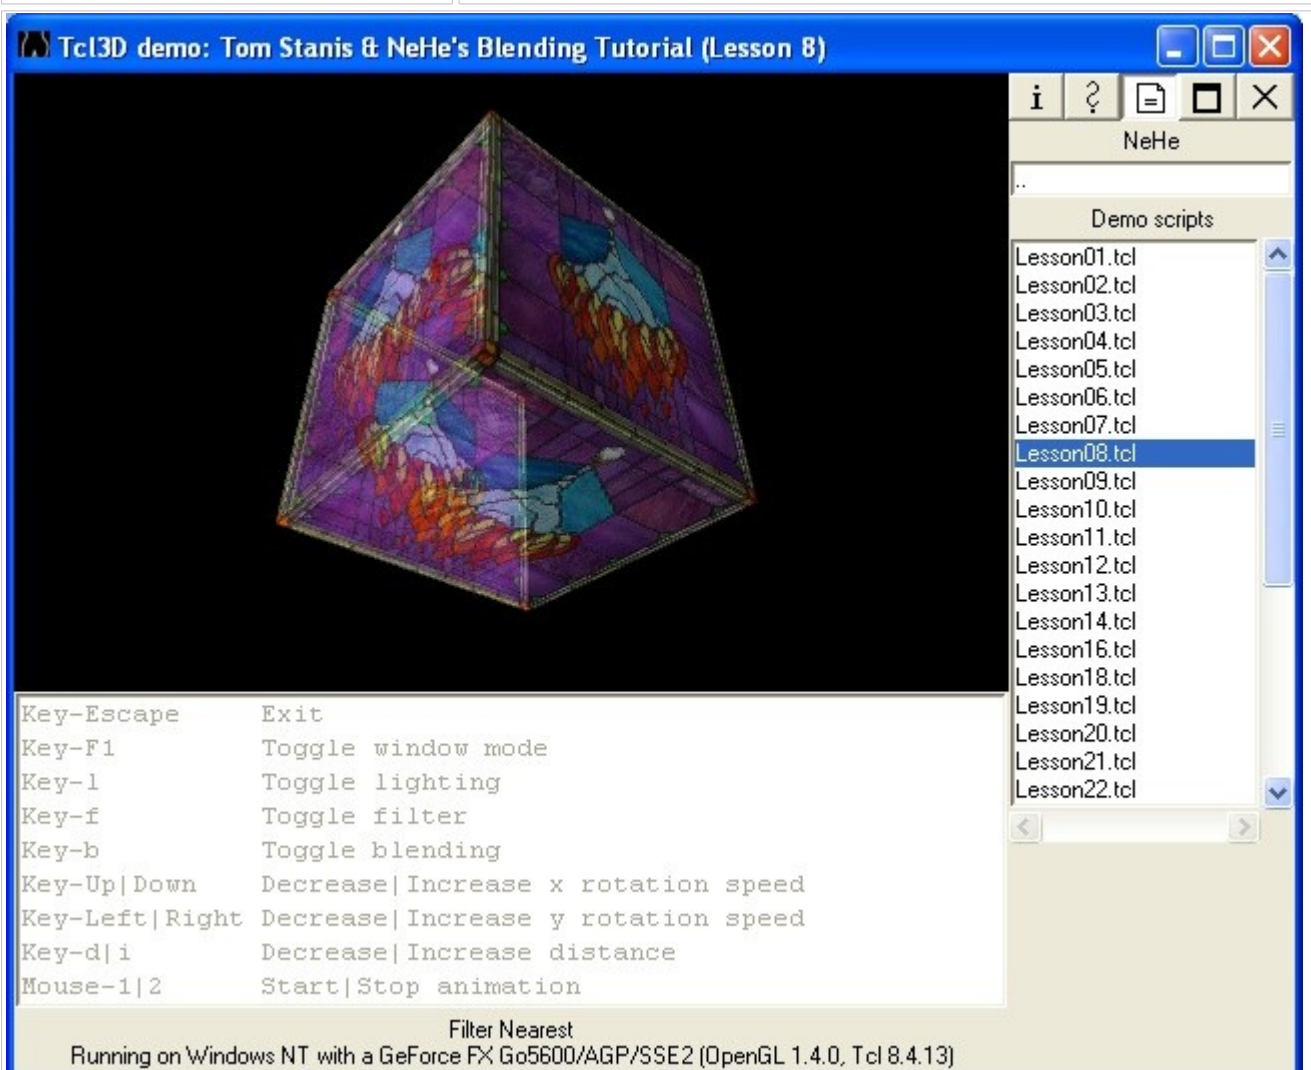 Tcl3D demo: Tom Stanis & NeHe's Blending Tutorial (Lesson 8)
NeHe
..
Demo scripts
Lesson01.tcl
Lesson02.tcl
Lesson03.tcl
Lesson04.tcl
Lesson05.tcl
Lesson06.tcl
Lesson07.tcl
Lesson08.tcl
Lesson09.tcl
Lesson10.tcl
Lesson11.tcl
Lesson12.tcl
Lesson13.tcl
Lesson14.tcl
Lesson16.tcl
Lesson18.tcl
Lesson19.tcl
Lesson20.tcl
Lesson21.tcl
Lesson22.tcl
Key-Escape Exit
Key-F1 Toggle window mode
Key-l Toggle lighting
Key-f Toggle filter
Key-b Toggle blending
Key-Up|Down Decrease|Increase x rotation speed
Key-Left|Right Decrease|Increase y rotation speed
Key-d|i Decrease|Increase distance
Mouse-1|2 Start|Stop animation
Filter Nearest
Running on Windows NT with a GeForce FX Go5600/AGP/SSE2 (OpenGL 1.4.0, Tcl 8.4.13)